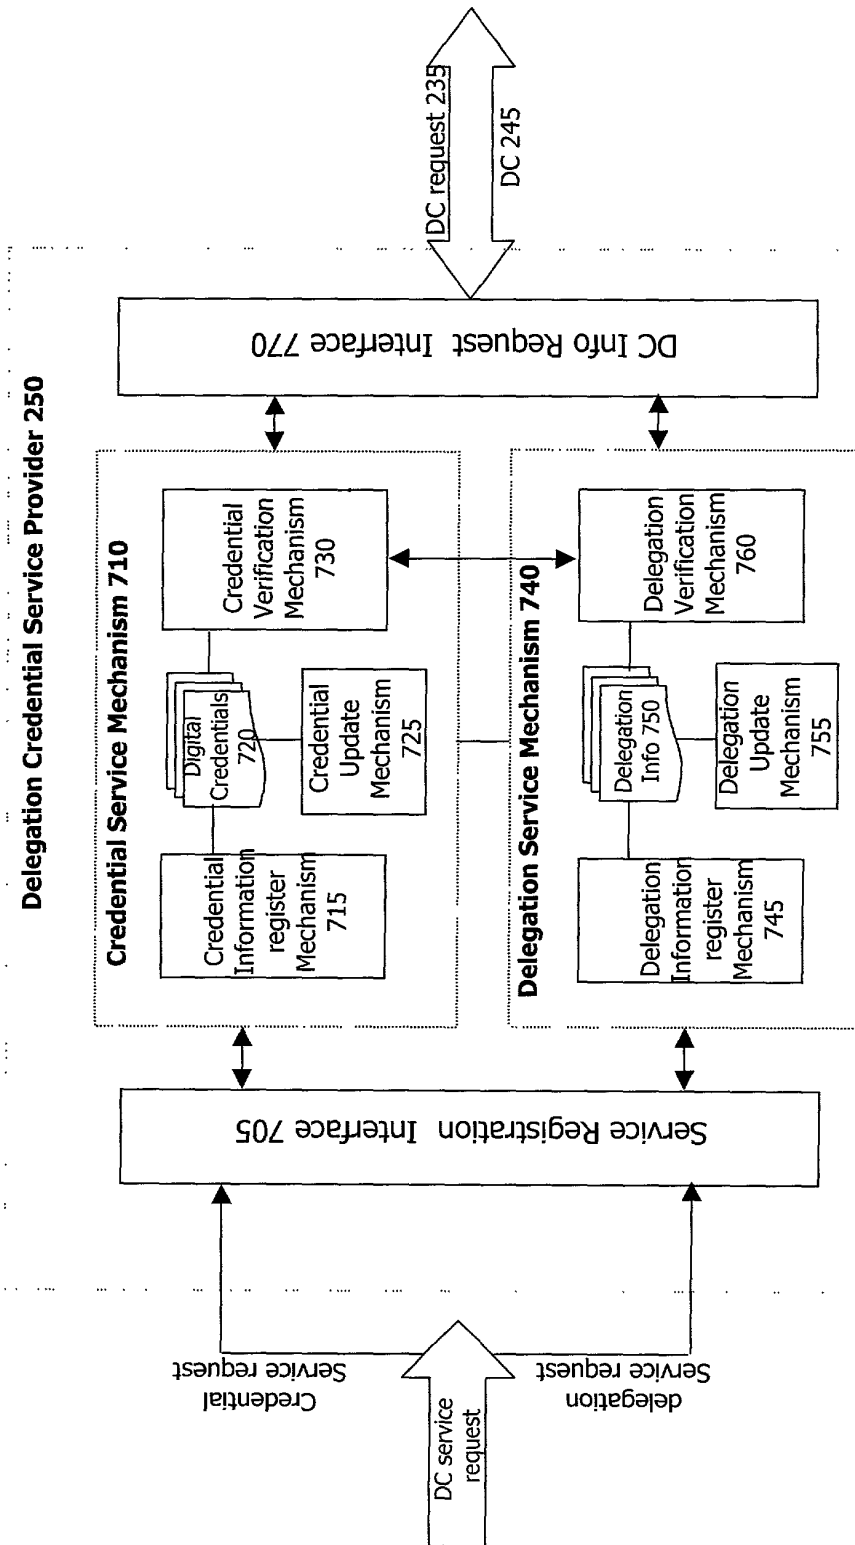 Delegation Credential Service Provider 250
DC service
request
Credential
Service request
delegation
Service request
Service Registration Interface 705
Credential Service Mechanism 710
Credential
Information
register
Mechanism
715
Digital
Credentials
720
Credential
Update
Mechanism
725
Credential
Verification
Mechanism
730
Delegation Service Mechanism 740
Delegation
Information
register
Mechanism
745
Delegation
Info 750
Delegation
Update
Mechanism
755
Delegation
Verification
Mechanism
760
DC Info Request Interface 770
DC request 235
DC 245